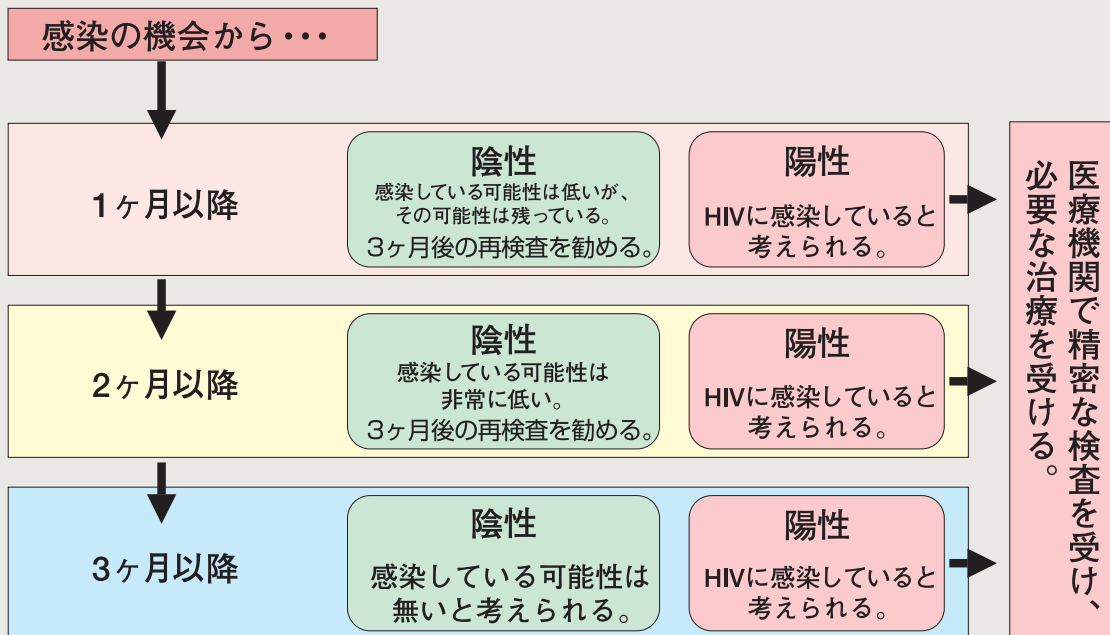 感染の機会から・・・
1ヶ月以降
陰性
感染している可能性は低いが、
その可能性は残っている。
3ヶ月後の再検査を勧める。
陽性
HIVに感染していると
考えられる。
2ヶ月以降
陰性
感染している可能性は
非常に低い。
3ヶ月後の再検査を勧める。
陽性
HIVに感染していると
考えられる。
3ヶ月以降
陰性
感染している可能性は
無いと考えられる。
陽性
HIVに感染していると
考えられる。
医療機関で精密な検査を受け、
必要な治療を受ける。